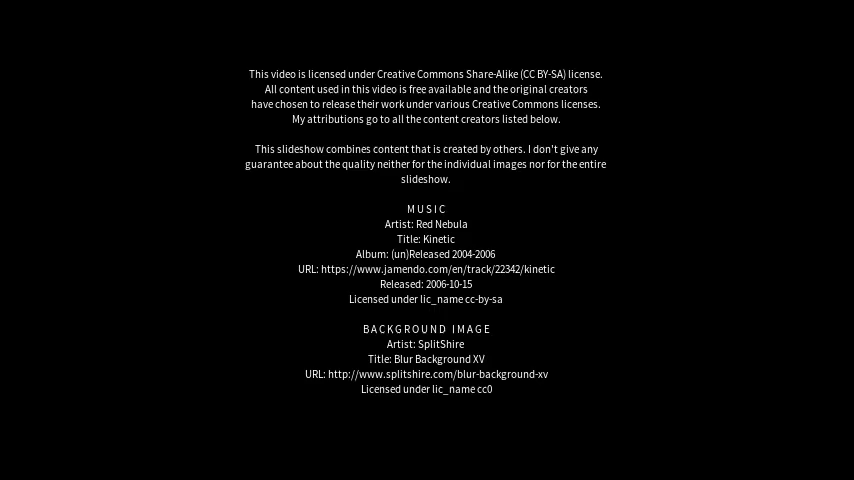 This video is licensed under Creative Commons Share-Alike (CC BY-SA) license.
All content used in this video is free available and the original creators
have chosen to release their work under various Creative Commons licenses.
My attributions go to all the content creators listed below.
This slideshow combines content that is created by others. I don't give any
guarantee about the quality neither for the individual images nor for the entire
slideshow.
MUSIC
Artist: Red Nebula
Title: Kinetic
Album: (un)Released 2004-2006
URL: https://www.jamendo.com/en/track/22342/kinetic
Released: 2006-10-15
Licensed under lic_name cc-by-sa
BACKGROUND IMAGE
Artist: SplitShire
Title: Blur Background XV
URL: http://www.splitshire.com/blur-background-xv
Licensed under lic_name cc0